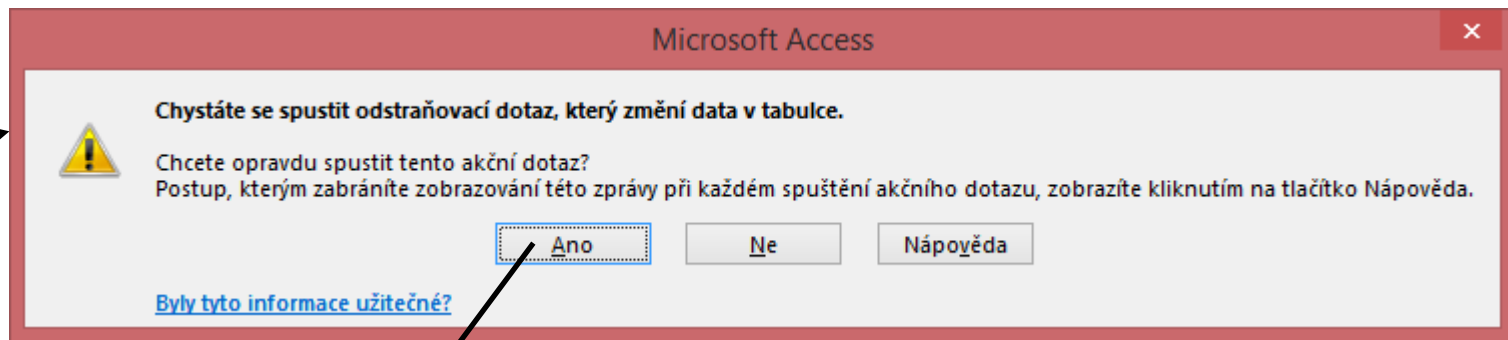 Microsoft Access
Chystáte se spustit odstraňovací dotaz, který změní data v tabulce.
Chcete opravdu spustit tento akční dotaz?
Postup, kterým zabráníte zobrazování této zprávy při každém spuštění akčního dotazu, zobrazíte kliknutím na tlačítko Nápověda.
Ano Ne Nápověda
Byly tyto informace užitečné?